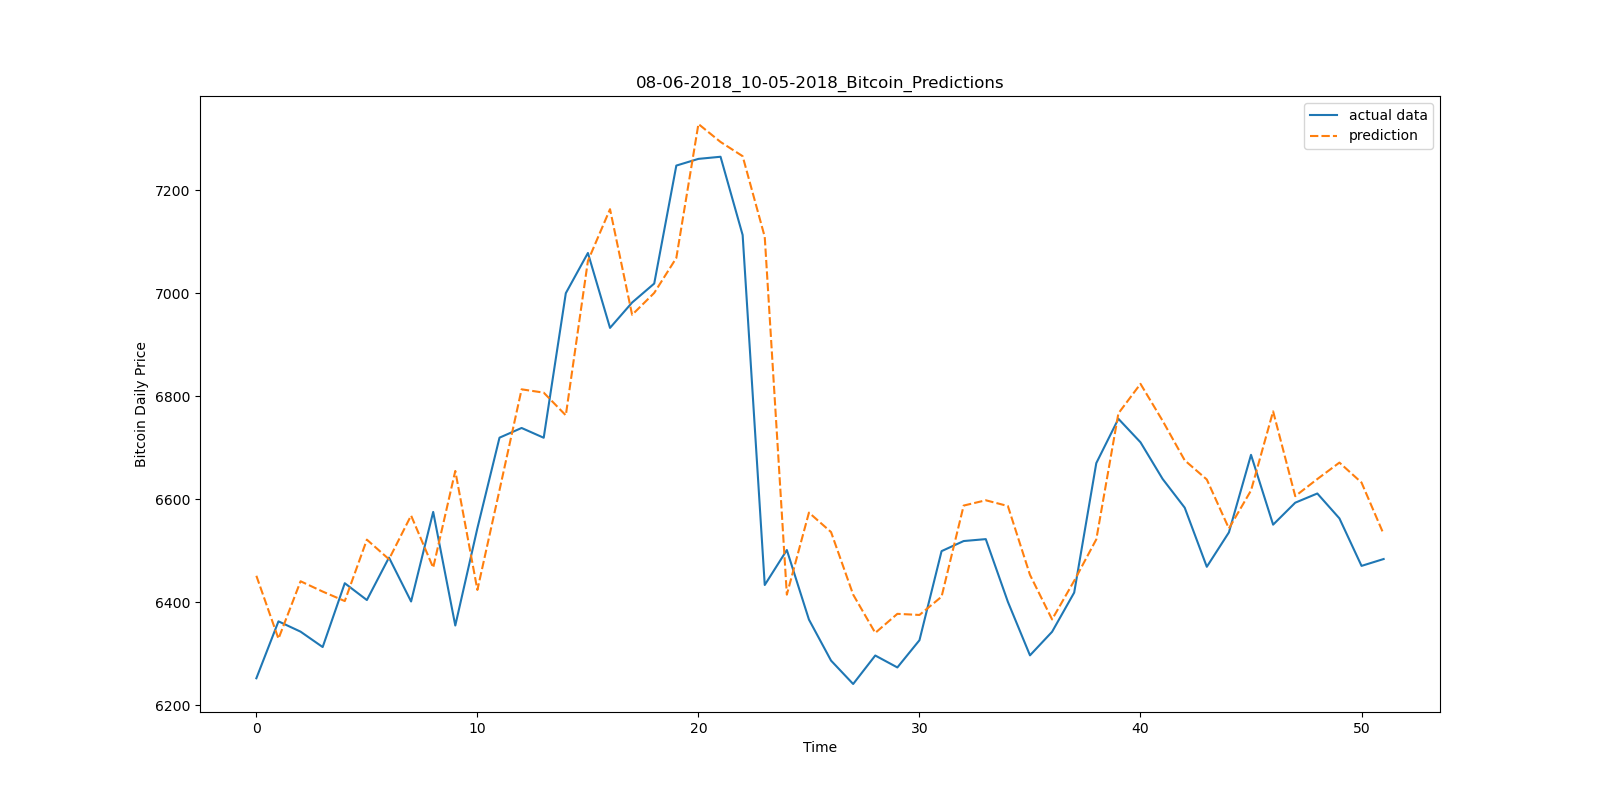 08-06-2018_10-05-2018_Bitcoin_Predictions
actual data
prediction
Bitcoin Daily Price
7200
7000
6800
6600
6400
6200
0 10 20 30 40 50
Time